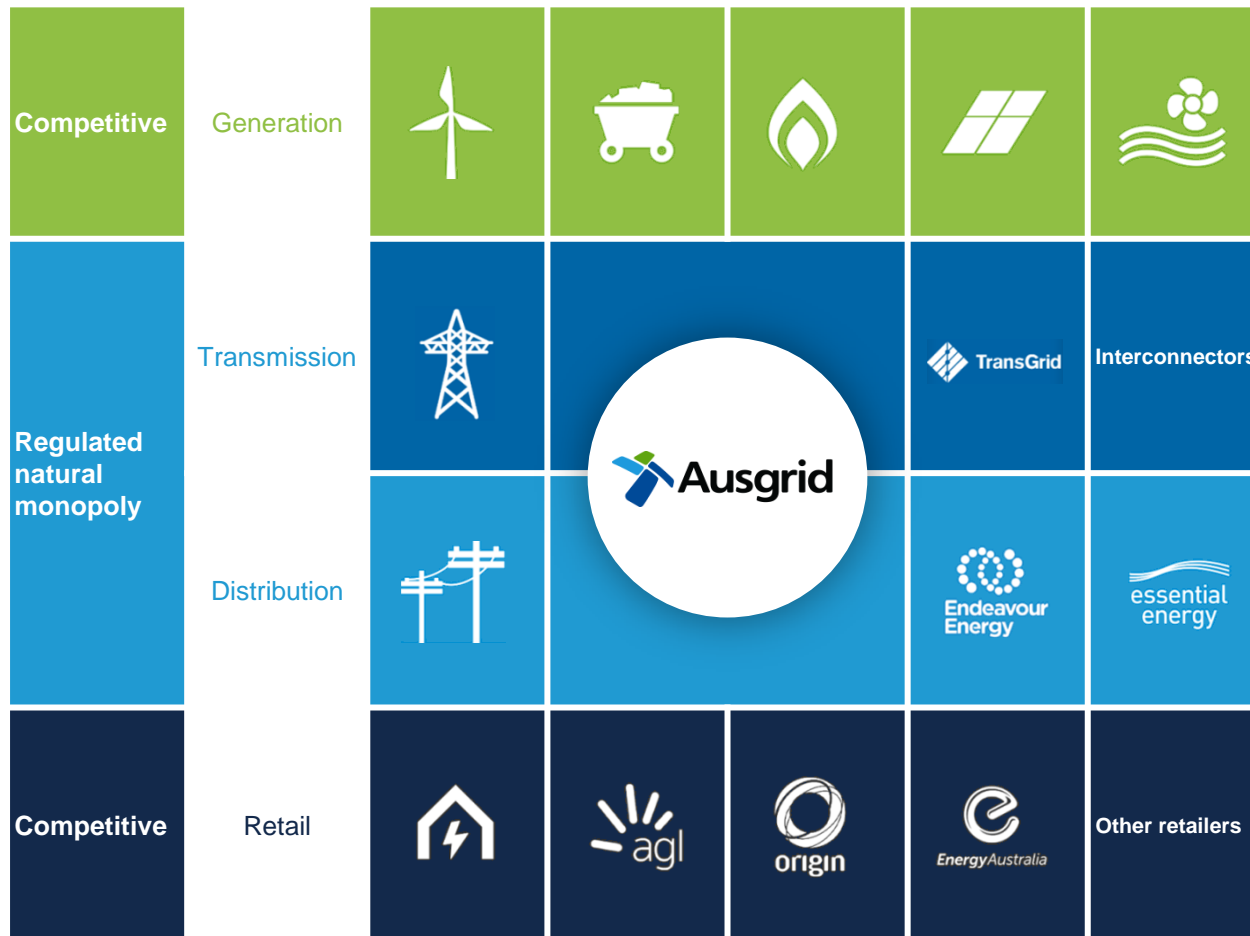 Competitive
Generation
Transmission
TransGrid
Interconnectors
Regulated
natural
monopoly
Ausgrid
Distribution
Endeavour
Energy
essential
energy
Competitive
Retail
agl
origin
EnergyAustralia
Other retailers